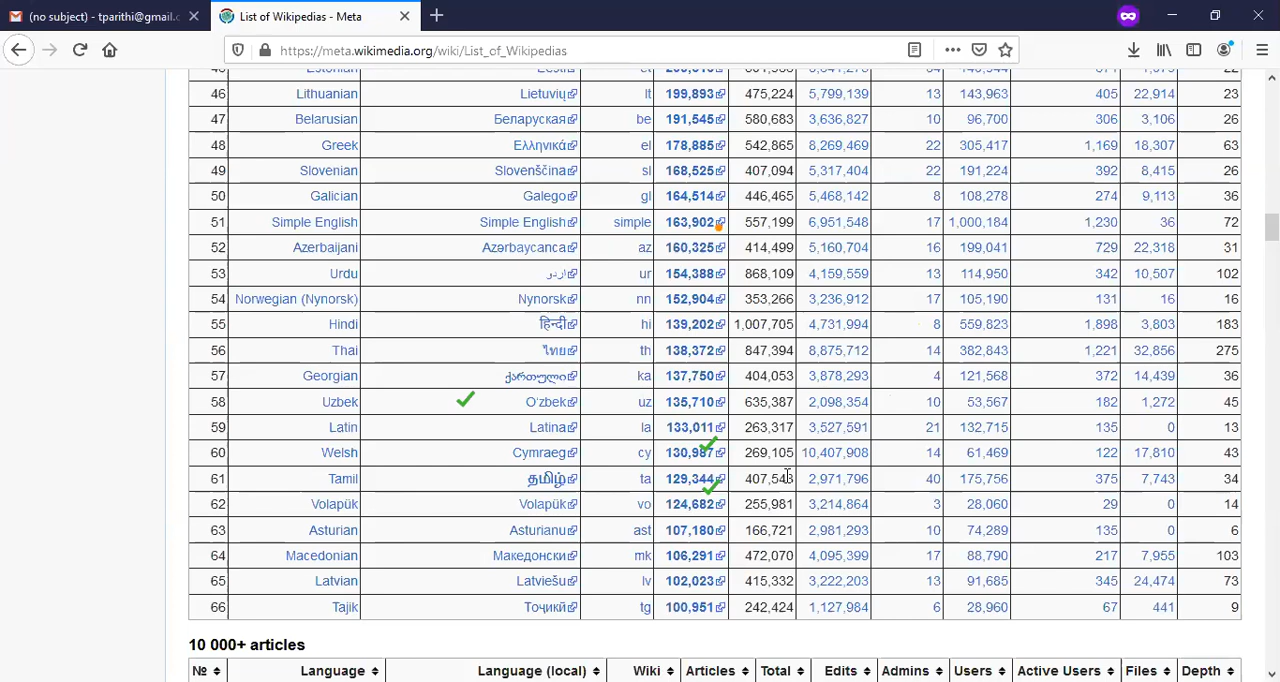 (no subject) - tparithi@gmail.c
List of Wikipedias - Meta
https://meta.wikimedia.org/wiki/List_of_Wikipedias
46 Lithuanian Lietuvių lt 199,893 475,224 5,799,139 13 143,963 405 22,914 23
47 Belarusian Беларуская be 191,545 580,683 3,636,827 10 96,700 306 3,106 26
48 Greek Ελληνικά el 178,885 542,865 8,269,469 22 305,417 1,169 18,307 63
49 Slovenian Slovenščina sl 168,525 407,094 5,317,404 22 191,224 392 8,415 26
50 Galician Galego gl 164,514 446,465 5,468,142 8 108,278 274 9,113 36
51 Simple English Simple English simple 163,902 557,199 6,951,548 17 1,000,184 1,230 36 72
52 Azerbaijani Azərbaycanca az 160,325 414,499 5,160,704 16 199,041 729 22,318 31
53 Urdu اردو ur 154,388 868,109 4,159,559 13 114,950 342 10,507 102
54 Norwegian (Nynorsk) Nynorsk nn 152,904 353,266 3,236,912 17 105,190 131 16 16
55 Hindi हिन्दी hi 139,202 1,007,705 4,731,994 8 559,823 1,898 3,803 183
56 Thai ไทย th 138,372 847,394 8,875,712 14 382,843 1,221 32,856 275
57 Georgian ქართული ka 137,750 404,053 3,878,293 4 121,568 372 14,439 36
58 Uzbek Oʻzbek uz 135,710 635,387 2,098,354 10 53,567 182 1,272 45
59 Latin Latina la 133,011 263,317 3,527,591 21 132,715 135 0 13
60 Welsh Cymraeg cy 130,987 269,105 10,407,908 14 61,469 122 17,810 43
61 Tamil தமிழ் ta 129,344 407,543 2,971,796 40 175,756 375 7,743 34
62 Volapük Volapük vo 124,682 255,981 3,214,864 3 28,060 29 0 14
63 Asturian Asturianu ast 107,180 166,721 2,981,293 10 74,289 135 0 6
64 Macedonian Македонски mk 106,291 472,070 4,095,399 17 88,790 217 7,955 103
65 Latvian Latviešu lv 102,023 415,332 3,222,203 13 91,685 345 24,474 73
66 Tajik Тоҷикӣ tg 100,951 242,424 1,127,984 6 28,960 67 441 9
10 000+ articles
№ Language Language (local) Wiki Articles Total Edits Admins Users Active Users Files Depth